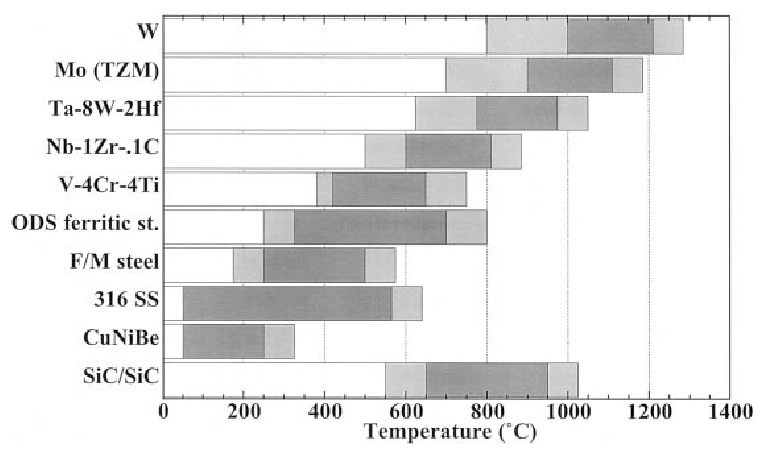 W
Mo (TZM)
Ta-8W-2Hf
Nb-1Zr-.1C
V-4Cr-4Ti
ODS ferritic st.
F/M steel
316 SS
CuNiBe
SiC/SiC
0 200 400 600 800 1000 1200 1400
Temperature (˚C)